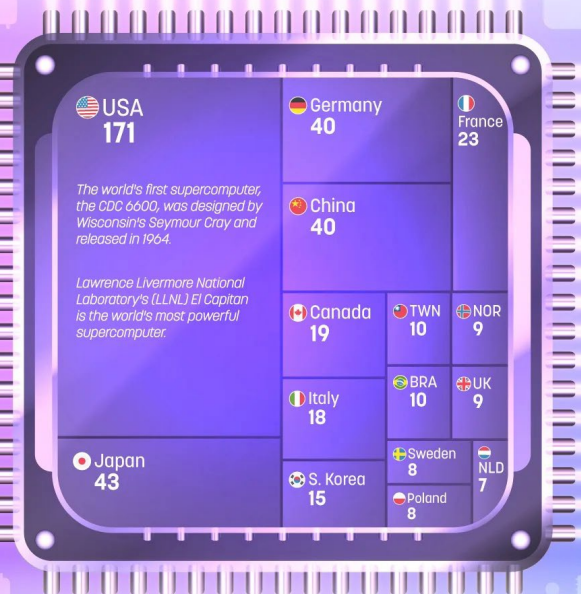 USA
171
The world's first supercomputer,
the CDC 6600, was designed by
Wisconsin's Seymour Cray and
released in 1964.
Lawrence Livermore National
Laboratory's (LLNL) El Capitan
is the world's most powerful
supercomputer.
Japan
43
Germany
40
China
40
France
23
Canada
19
TWN
10
NOR
9
Italy
18
BRA
10
UK
9
S. Korea
15
Sweden
8
Poland
8
NLD
7